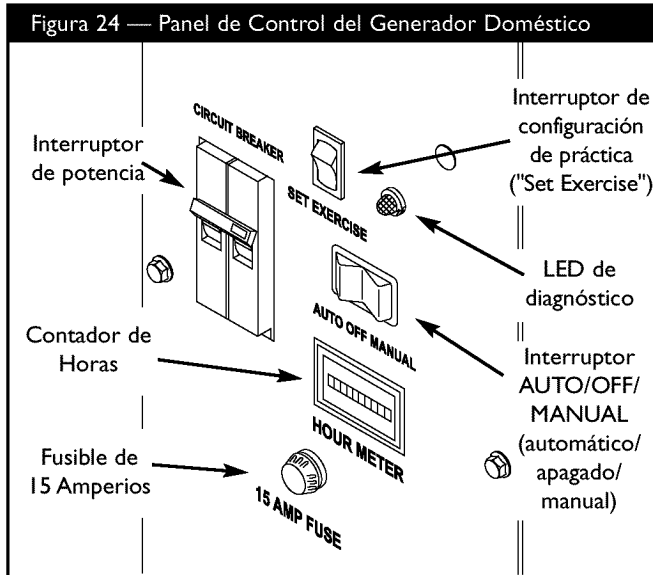 Figura 24 — Panel de Control del Generador Doméstico
Interruptor
de potencia
CIRCUIT BREAKER
SET EXERCISE
Interruptor de
configuración
de práctica
("Set Exercise")
LED de
diagnóstico
AUTO OFF MANUAL
Contador de
Horas
HOUR METER
Interruptor
AUTO/OFF/
MANUAL
(automático/
apagado/
manual)
Fusible de
15 Amperios
15 AMP FUSE